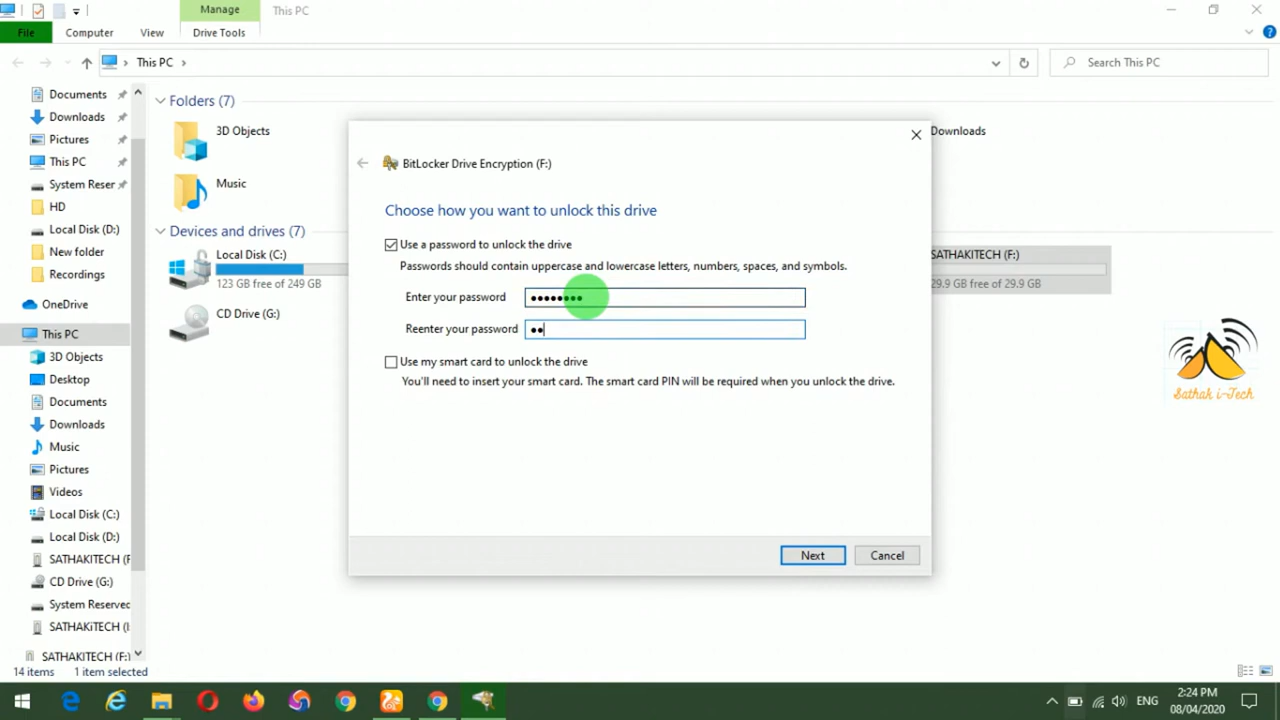 Manage
This PC
File
Computer
View
Drive Tools
This PC
Search This PC
Documents
Downloads
Pictures
This PC
System Reser
HD
Local Disk (D:)
New folder
Recordings
OneDrive
This PC
3D Objects
Desktop
Documents
Downloads
Music
Pictures
Videos
Local Disk (C:)
Local Disk (D:)
SATHAKITECH (F
CD Drive (G:)
System Reserved
SATHAKiTECH (I
SATHAKITECH (F:)
Folders (7)
3D Objects
Music
Downloads
Devices and drives (7)
Local Disk (C:)
123 GB free of 249 GB
CD Drive (G:)
SATHAKITECH (F:)
29.9 GB free of 29.9 GB
BitLocker Drive Encryption (F:)
Choose how you want to unlock this drive
Use a password to unlock the drive
Passwords should contain uppercase and lowercase letters, numbers, spaces, and symbols.
Enter your password
Reenter your password
Use my smart card to unlock the drive
You'll need to insert your smart card. The smart card PIN will be required when you unlock the drive.
Next
Cancel
Sathak i-Tech
14 items
1 item selected
ENG
2:24 PM
08/04/2020